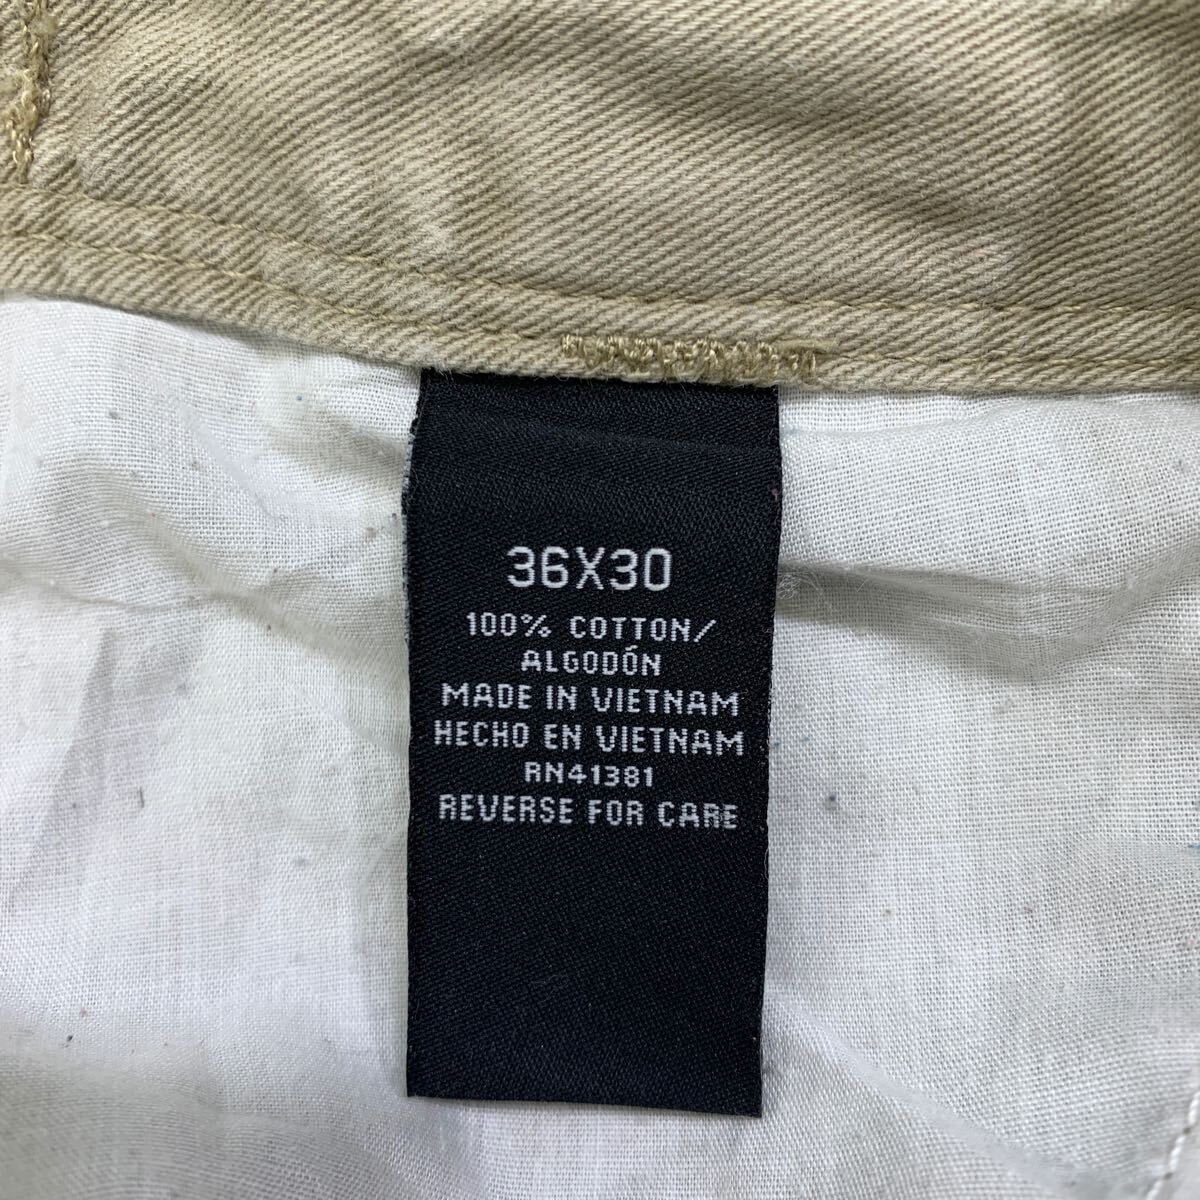 36X30
100% COTTON/
ALGODÓN
MADE IN VIETNAM
HECHO EN VIETNAM
RN41381
REVERSE FOR CARE